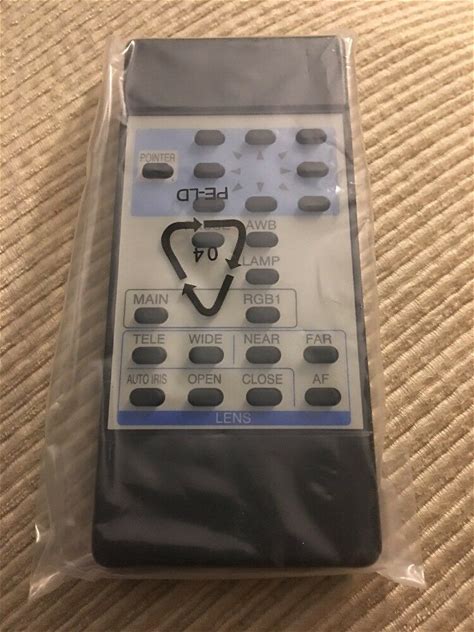 POINTER
PE-LD
AWB
04
LAMP
MAIN RGB1
TELE WIDE NEAR FAR
AUTO IRIS OPEN CLOSE AF
LENS